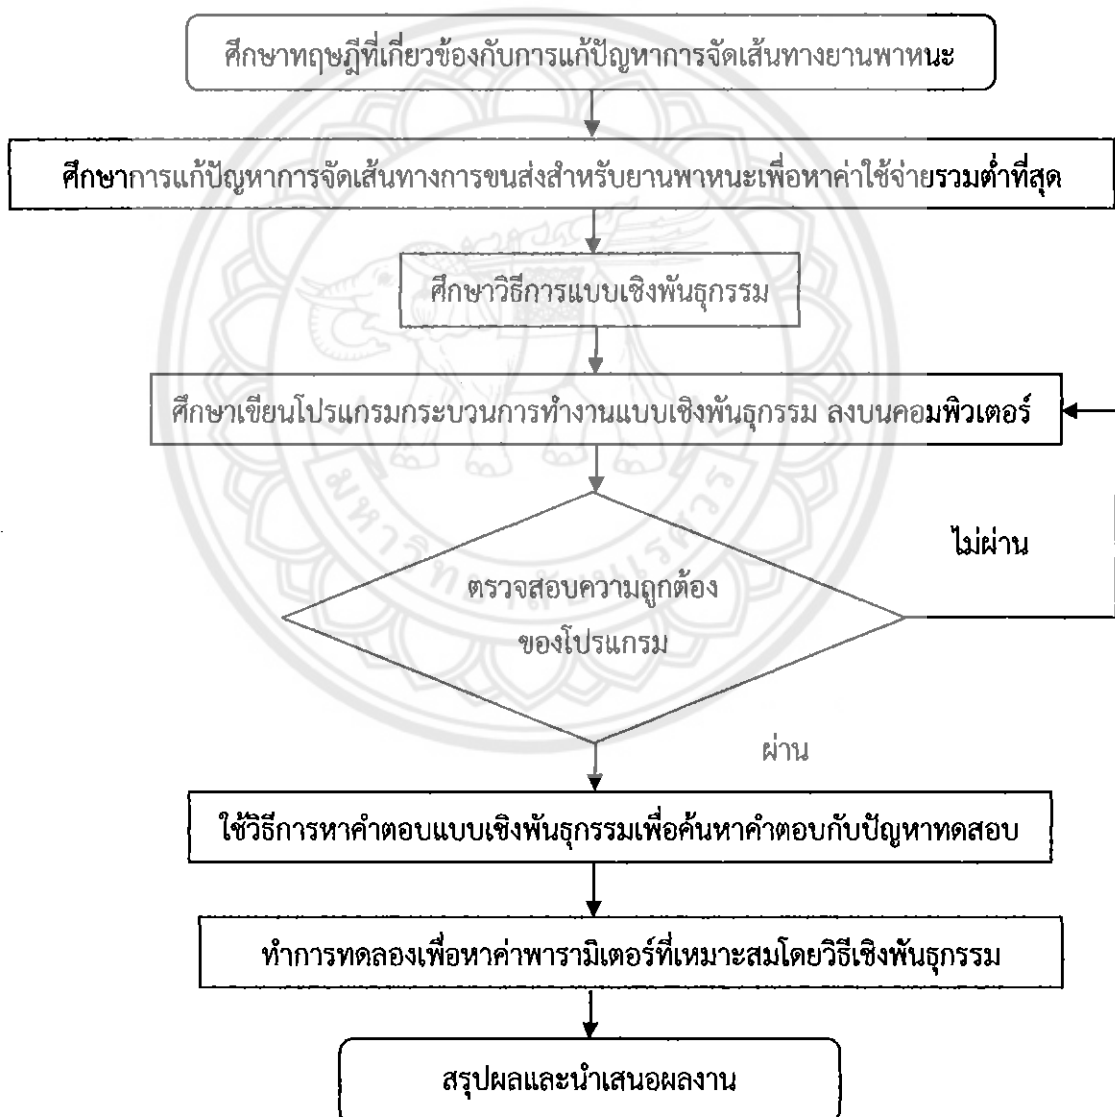 ศึกษาทฤษฎีที่เกี่ยวข้องกับการแก้ปัญหาการจัดเส้นทางยานพาหนะ
ศึกษาการแก้ปัญหาการจัดเส้นทางการขนส่งสำหรับยานพาหนะเพื่อหาค่าใช้จ่ายรวมต่ำที่สุด
ศึกษาวิธีการแบบเชิงพันธุกรรม
ศึกษาเขียนโปรแกรมกระบวนการทำงานแบบเชิงพันธุกรรม ลงบนคอมพิวเตอร์
มหาวิทยาลัยนเรศวร
ไม่ผ่าน
ตรวจสอบความถูกต้อง
ของโปรแกรม
ผ่าน
ใช้วิธีการหาคำตอบแบบเชิงพันธุกรรมเพื่อค้นหาคำตอบกับปัญหาทดสอบ
ทำการทดลองเพื่อหาค่าพารามิเตอร์ที่เหมาะสมโดยวิธีเชิงพันธุกรรม
สรุปผลและนำเสนอผลงาน